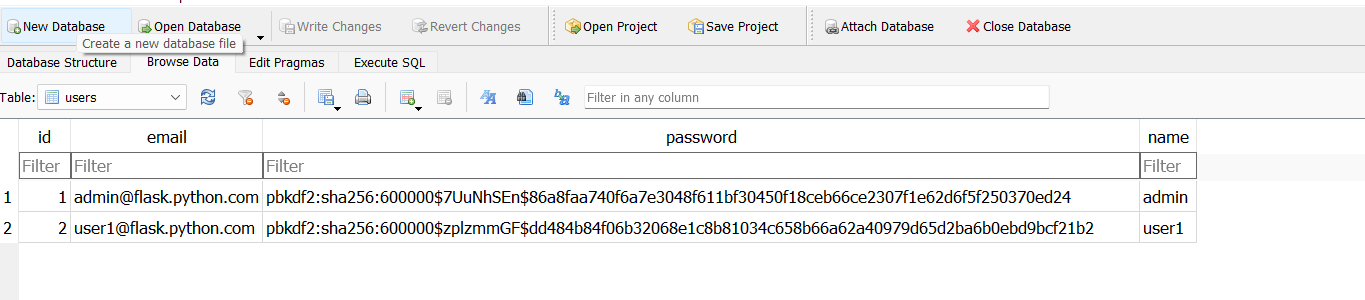 New Database Open Database Write Changes Revert Changes Open Project Save Project Attach Database Close Database
Create a new database file
Database Structure Browse Data Edit Pragmas Execute SQL
Table: users Filter in any column
id email password name
Filter Filter Filter Filter
1 1 admin@flask.python.com pbkdf2:sha256:600000$7UuNhSEn$86a8faa740f6a7e3048f611bf30450f18ceb66ce2307f1e62d6f5f250370ed24 admin
2 2 user1@flask.python.com pbkdf2:sha256:600000$zplzmmGF$dd484b84f06b32068e1c8b81034c658b66a62a40979d65d2ba6b0ebd9bcf21b2 user1